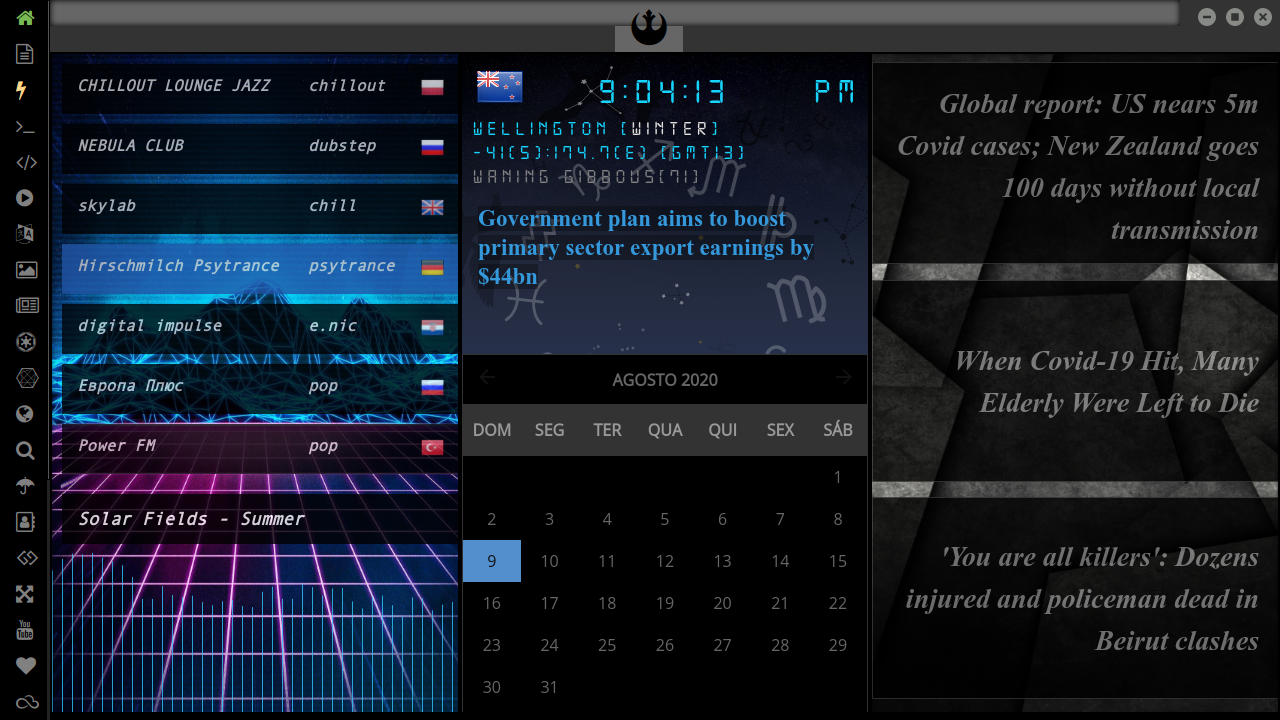 CHILLOUT LOUNGE JAZZ chillout
NEBULA CLUB dubstep
skylab chill
Hirschmilch Psytrance psytrance
digital impulse e.nic
Европа Плюс pop
Power FM pop
Solar Fields - Summer
9:04:13 PM
WELLINGTON [WINTER]
-41(S):174.7(E) [GMT13]
WANING GIBBOUS[71]
Government plan aims to boost
primary sector export earnings by
$44bn
AGOSTO 2020
DOM SEG TER QUA QUI SEX SÁB
1
2 3 4 5 6 7 8
9 10 11 12 13 14 15
16 17 18 19 20 21 22
23 24 25 26 27 28 29
30 31
Global report: US nears 5m
Covid cases; New Zealand goes
100 days without local
transmission
When Covid-19 Hit, Many
Elderly Were Left to Die
'You are all killers': Dozens
injured and policeman dead in
Beirut clashes
You
Tube